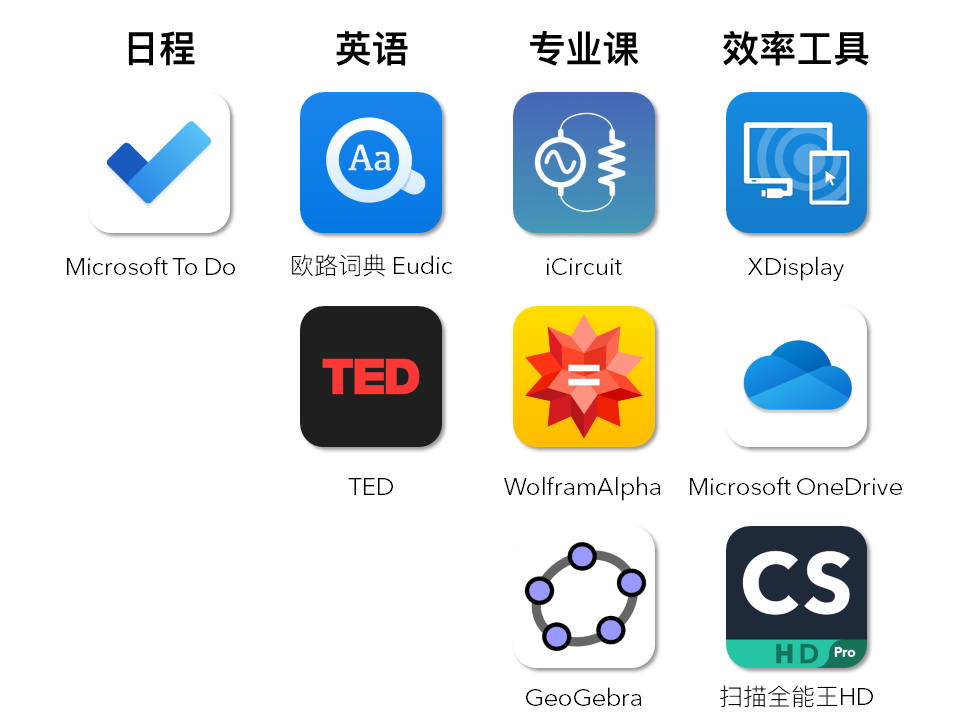 日程 英语 专业课 效率工具
Aa
Microsoft To Do 欧路词典 Eudic iCircuit XDisplay
TED
=
TED WolframAlpha Microsoft OneDrive
CS
HD Pro
GeoGebra 扫描全能王HD